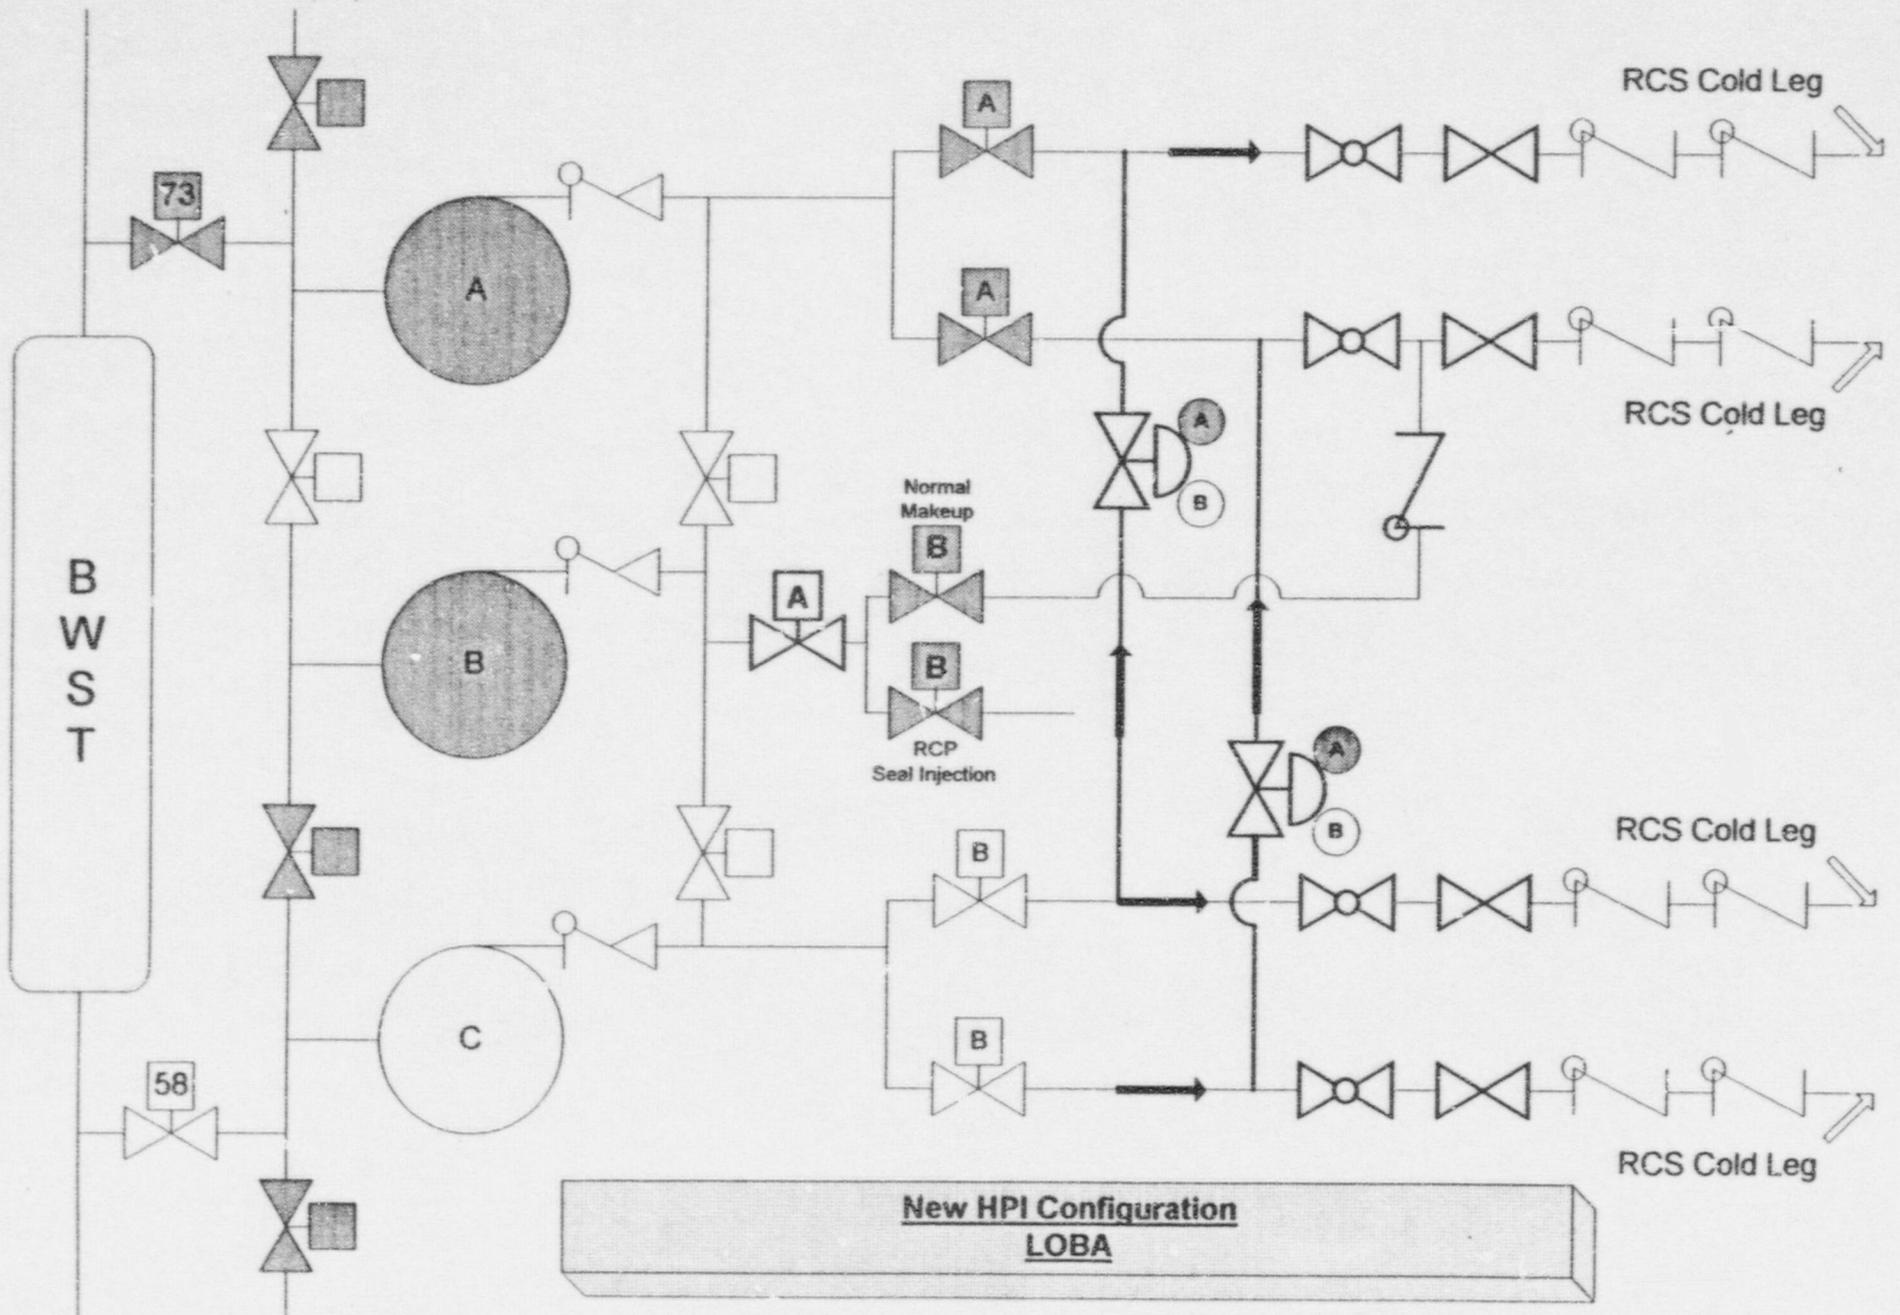 RCS Cold Leg
A
73
A
A
RCS Cold Leg
A
B
Normal
Makeup
B
A
B
W
S
T
B
B
RCP
Seal Injection
A
B
RCS Cold Leg
B
C
B
58
RCS Cold Leg
New HPI Configuration
LOBA